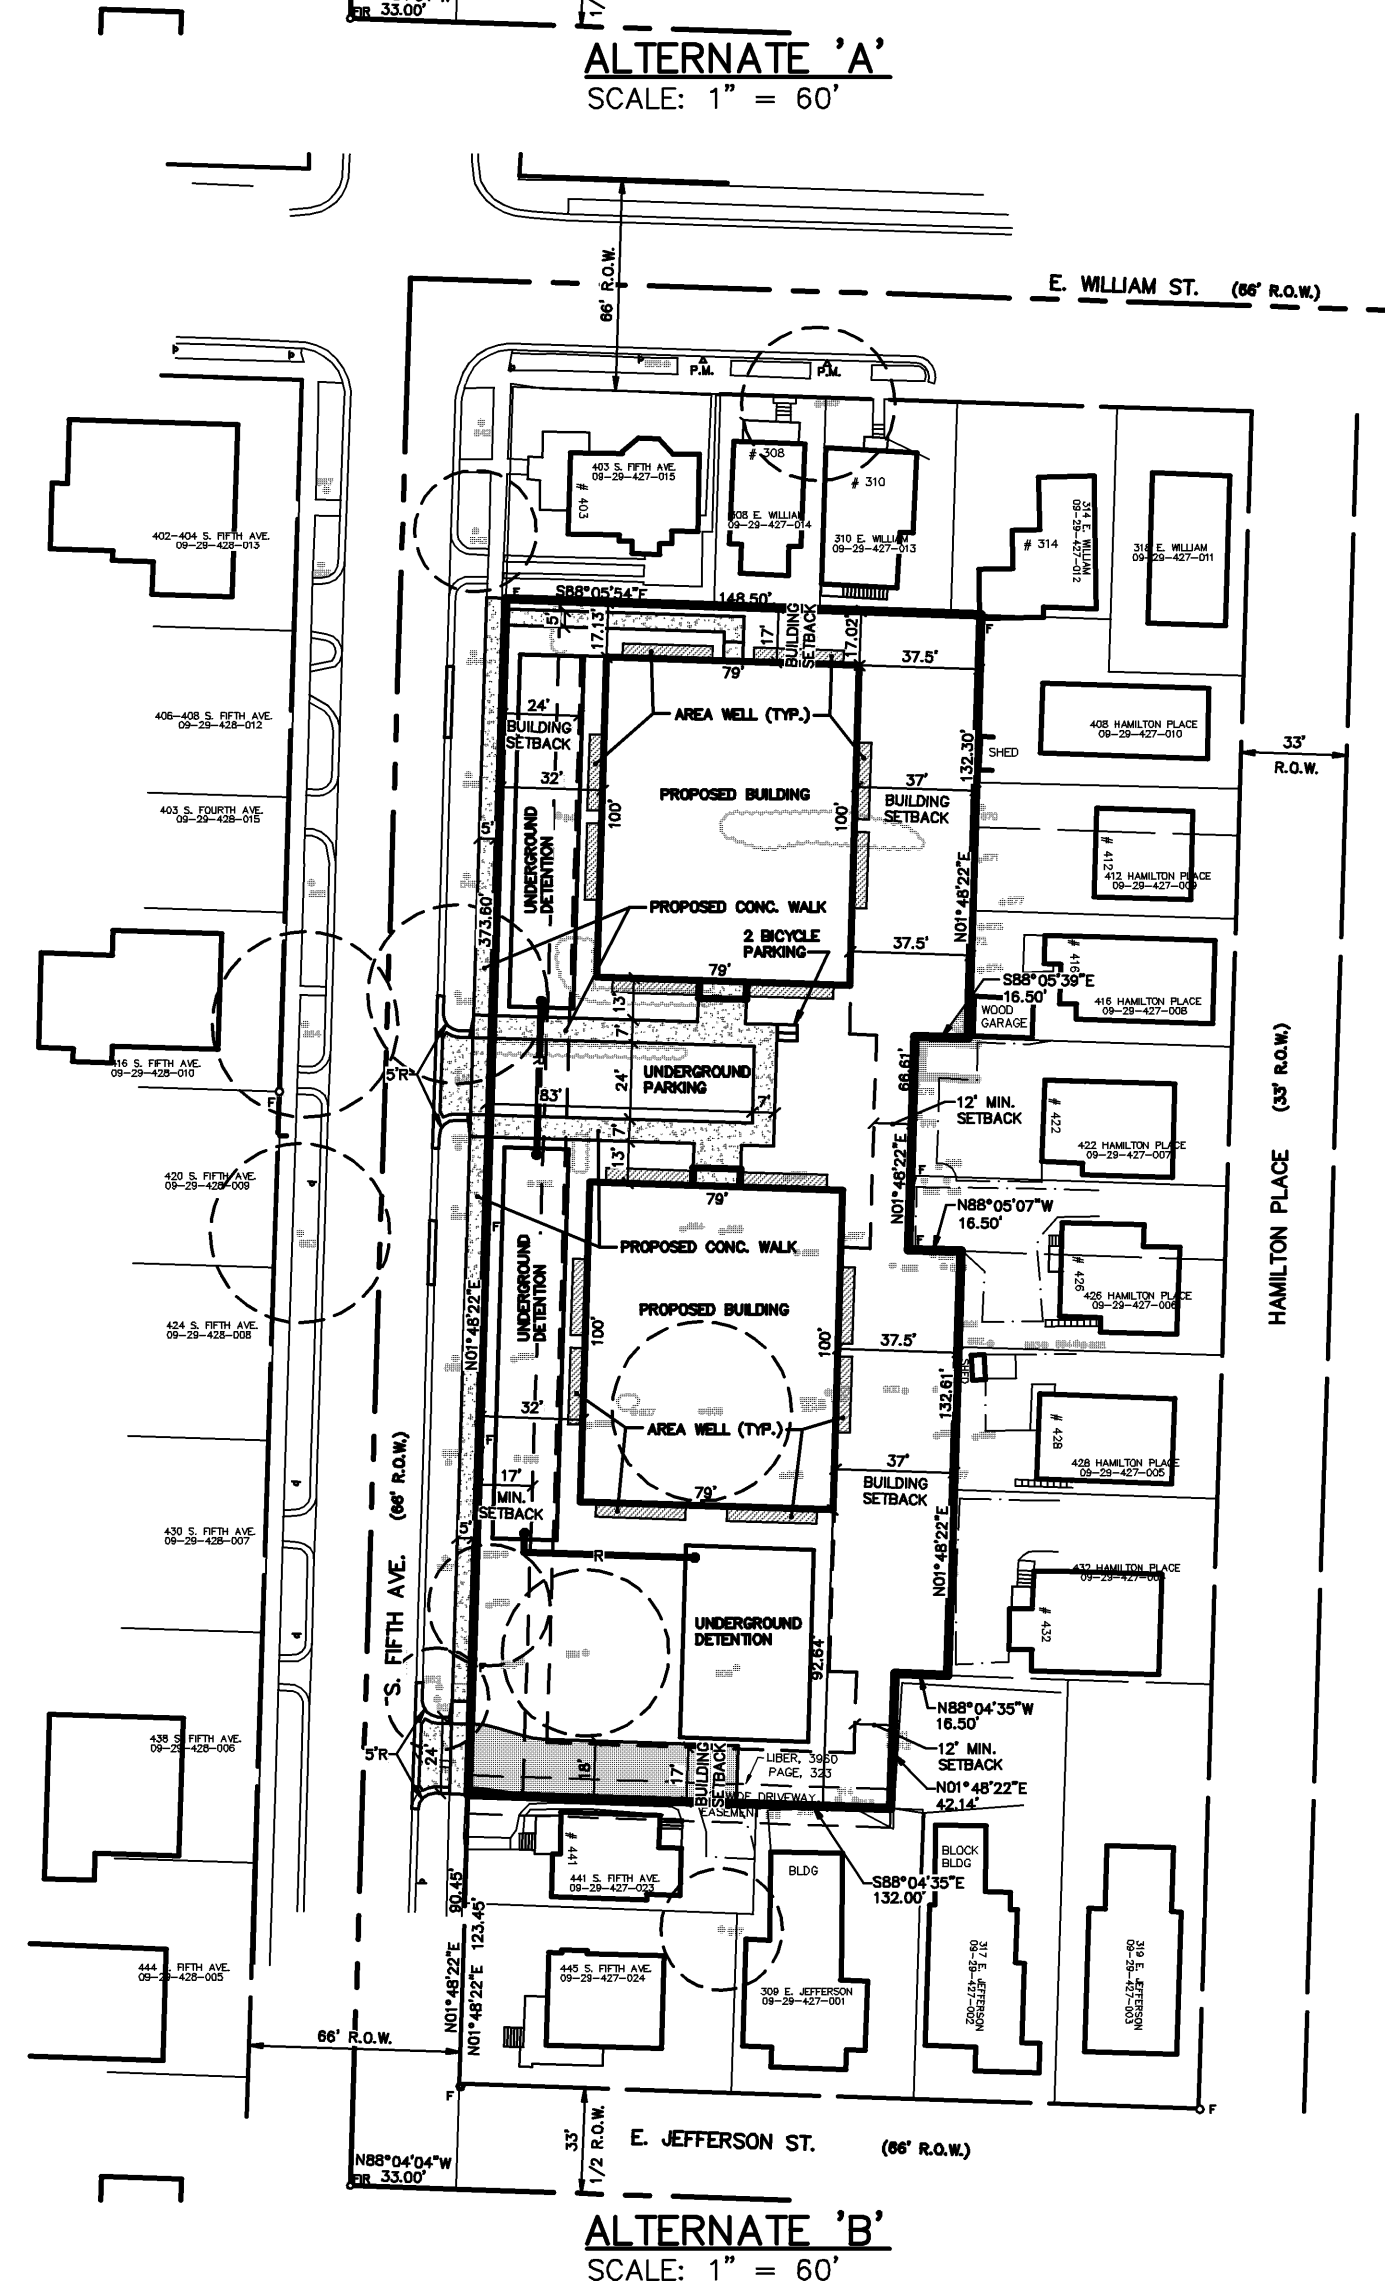 33.00'
FIR
1/
ALTERNATE 'A'
SCALE: 1" = 60'
66' R.O.W.
E. WILLIAM ST. (66' R.O.W.)
P.M.
P.M.
403 S. FIFTH AVE.
09-29-427-015
# 403
# 308
308 E. WILLIAM
09-29-427-014
# 310
310 E. WILLIAM
09-29-427-013
# 314
314 E. WILLIAM
09-29-427-012
318 E. WILLIAM
09-29-427-011
402-404 S. FIFTH AVE.
09-29-428-013
F
S88°05'54"E
148.50'
F
5'
17.13'
17'
BUILDING
SETBACK
17.02'
37.5'
79'
24'
BUILDING
SETBACK
AREA WELL (TYP.)
406-408 S. FIFTH AVE.
09-29-428-012
408 HAMILTON PLACE
09-29-427-010
SHED
132.30'
33'
R.O.W.
32'
PROPOSED BUILDING
37'
BUILDING
SETBACK
100'
100'
403 S. FOURTH AVE.
09-29-428-015
5'
UNDERGROUND
DETENTION
# 412
412 HAMILTON PLACE
09-29-427-009
N01°48'22"E
373.60'
PROPOSED CONC. WALK
2 BICYCLE
PARKING
37.5'
79'
# 416
416 HAMILTON PLACE
09-29-427-008
S88°05'39"E
16.50'
WOOD
GARAGE
13'
7'
416 S. FIFTH AVE.
09-29-428-010
F
5'R
R
UNDERGROUND
PARKING
24'
83'
7'
66.61'
12' MIN.
SETBACK
# 422
422 HAMILTON PLACE
09-29-427-007
HAMILTON PLACE (33' R.O.W.)
7'
13'
N01°48'22"E
F
420 S. FIFTH AVE.
09-29-428-009
79'
N88°05'07"W
16.50'
F
F
PROPOSED CONC. WALK
# 426
426 HAMILTON PLACE
09-29-427-006
UNDERGROUND
DETENTION
N01°48'22"E
PROPOSED BUILDING
100'
100'
37.5'
424 S. FIFTH AVE.
09-29-428-008
SHED
132.61'
32'
AREA WELL (TYP.)
# 428
428 HAMILTON PLACE
09-29-427-005
F
S. FIFTH AVE. (66' R.O.W.)
17'
MIN.
SETBACK
79'
37'
BUILDING
SETBACK
430 S. FIFTH AVE.
09-29-428-007
5'
R
N01°48'22"E
432 HAMILTON PLACE
# 432
UNDERGROUND
DETENTION
92.64'
N88°04'35"W
16.50'
438 S. FIFTH AVE.
09-29-428-006
5'R
24'
18'
17'
BUILDING
SETBACK
LIBER, 3960
PAGE, 323
12' MIN.
SETBACK
N01°48'22"E
42.14'
DRIVEWAY
EASEMENT
# 441
441 S. FIFTH AVE.
09-29-427-023
BLDG
BLOCK
BLDG
S88°04'35"E
132.00'
90.45'
N01°48'22"E
N01°48'22"E 123.45'
444 S. FIFTH AVE.
09-29-428-005
445 S. FIFTH AVE.
09-29-427-024
309 E. JEFFERSON
09-29-427-001
317 E. JEFFERSON
09-29-427-002
319 E. JEFFERSON
09-29-427-003
66' R.O.W.
F
F
33'
1/2 R.O.W.
E. JEFFERSON ST. (66' R.O.W.)
N88°04'04"W
33.00'
FIR
ALTERNATE 'B'
SCALE: 1" = 60'